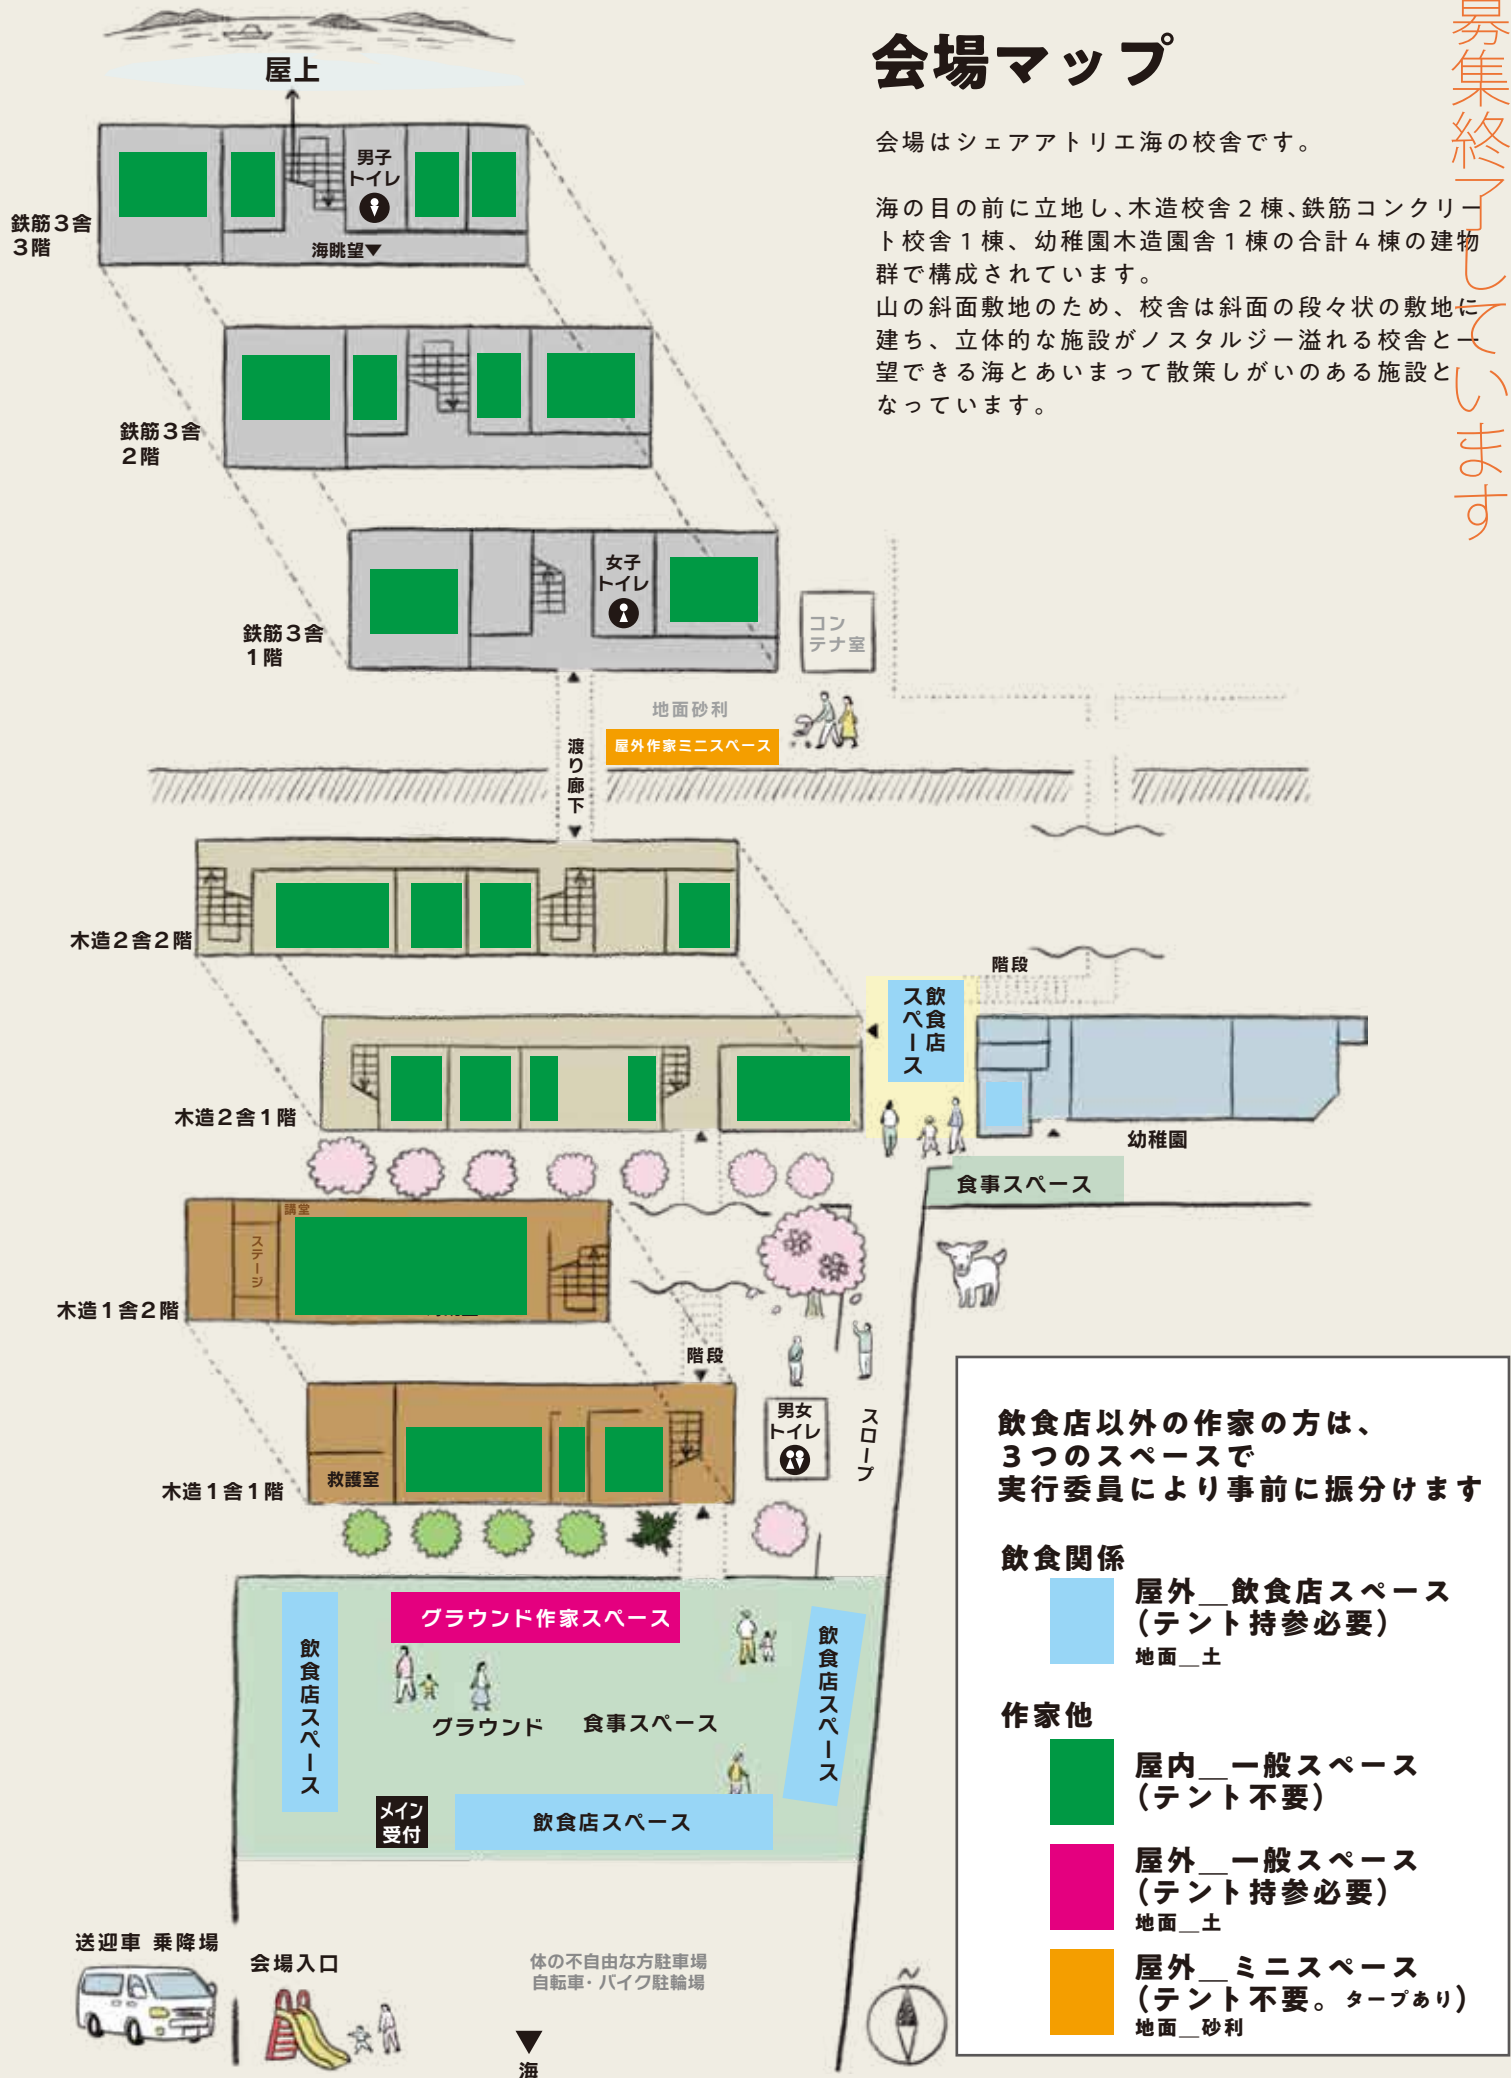 会場マップ
募集終了しています
会場はシェアアトリエ海の校舎です。
海の目の前に立地し、木造校舎２棟、鉄筋コンクリー
ト校舎１棟、幼稚園木造園舎１棟の合計４棟の建物
群で構成されています。
山の斜面敷地のため、校舎は斜面の段々状の敷地に
建ち、立体的な施設がノスタルジー溢れる校舎と一
望できる海とあいまって散策しがいのある施設と
なっています。
屋上
男子
トイレ
海眺望▼
鉄筋３舎
３階
鉄筋３舎
２階
女子
トイレ
鉄筋３舎
１階
コン
テナ室
地面砂利
屋外作家ミニスペース
渡り廊下
木造２舎２階
階段
飲食店
スペース
木造２舎１階
幼稚園
食事スペース
講堂
ステージ
木造１舎２階
階段
男女
トイレ
スロープ
救護室
木造１舎１階
グラウンド作家スペース
飲食店スペース
飲食店スペース
グラウンド
食事スペース
メイン
受付
飲食店スペース
送迎車 乗降場
会場入口
体の不自由な方駐車場
自転車・バイク駐輪場
▼
海
飲食店以外の作家の方は、
３つのスペースで
実行委員により事前に振分けます
飲食関係
屋外＿飲食店スペース
(テント持参必要)
地面＿土
作家他
屋内＿一般スペース
(テント不要)
屋外＿一般スペース
(テント持参必要)
地面＿土
屋外＿ミニスペース
(テント不要。タープあり)
地面＿砂利